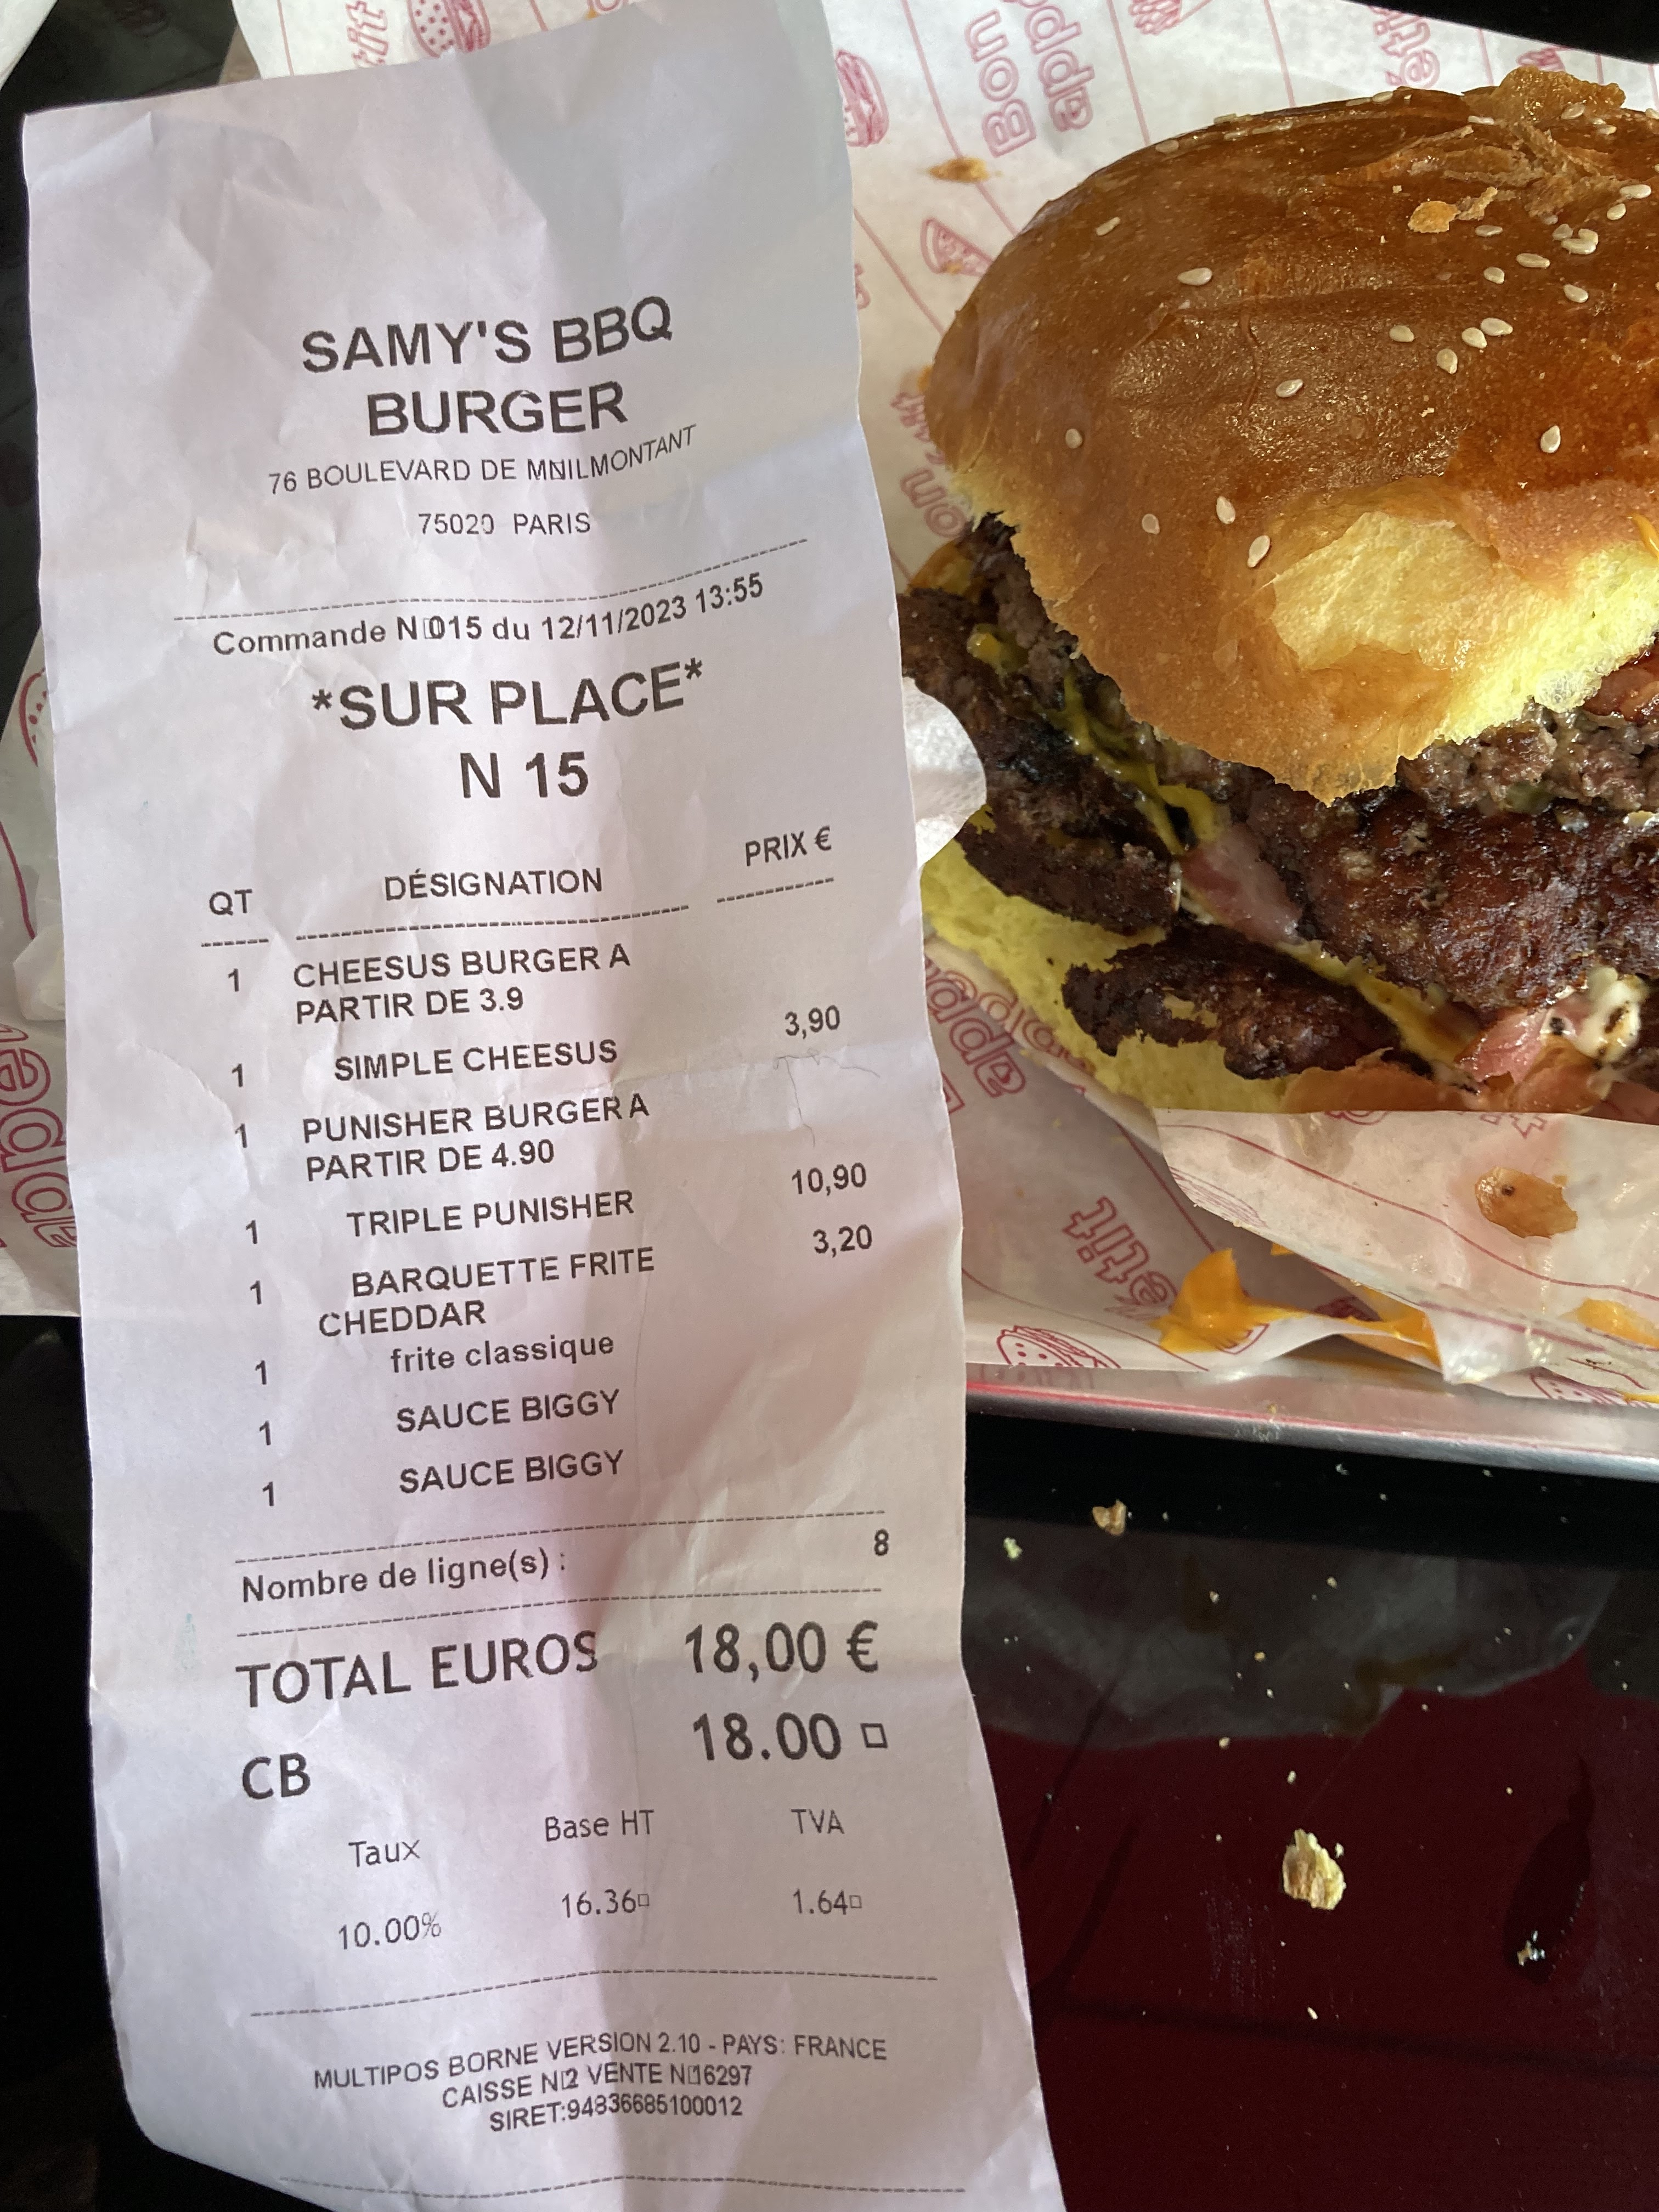 SAMY'S BBQ
BURGER
76 BOULEVARD DE MNILMONTANT
75020 PARIS
Commande N 015 du 12/11/2023 13:55
*SUR PLACE*
N 15
QT DÉSIGNATION PRIX €
1 CHEESUS BURGER A
PARTIR DE 3.9
1 SIMPLE CHEESUS 3,90
1 PUNISHER BURGER A
PARTIR DE 4.90
1 TRIPLE PUNISHER 10,90
1 BARQUETTE FRITE 3,20
CHEDDAR
1 frite classique
1 SAUCE BIGGY
1 SAUCE BIGGY
Nombre de ligne(s) : 8
TOTAL EUROS 18,00 €
CB 18.00 □
Taux Base HT TVA
10.00% 16.36□ 1.64□
MULTIPOS BORNE VERSION 2.10 - PAYS: FRANCE
CAISSE N□2 VENTE N□16297
SIRET:94836685100012
Bon
appétit